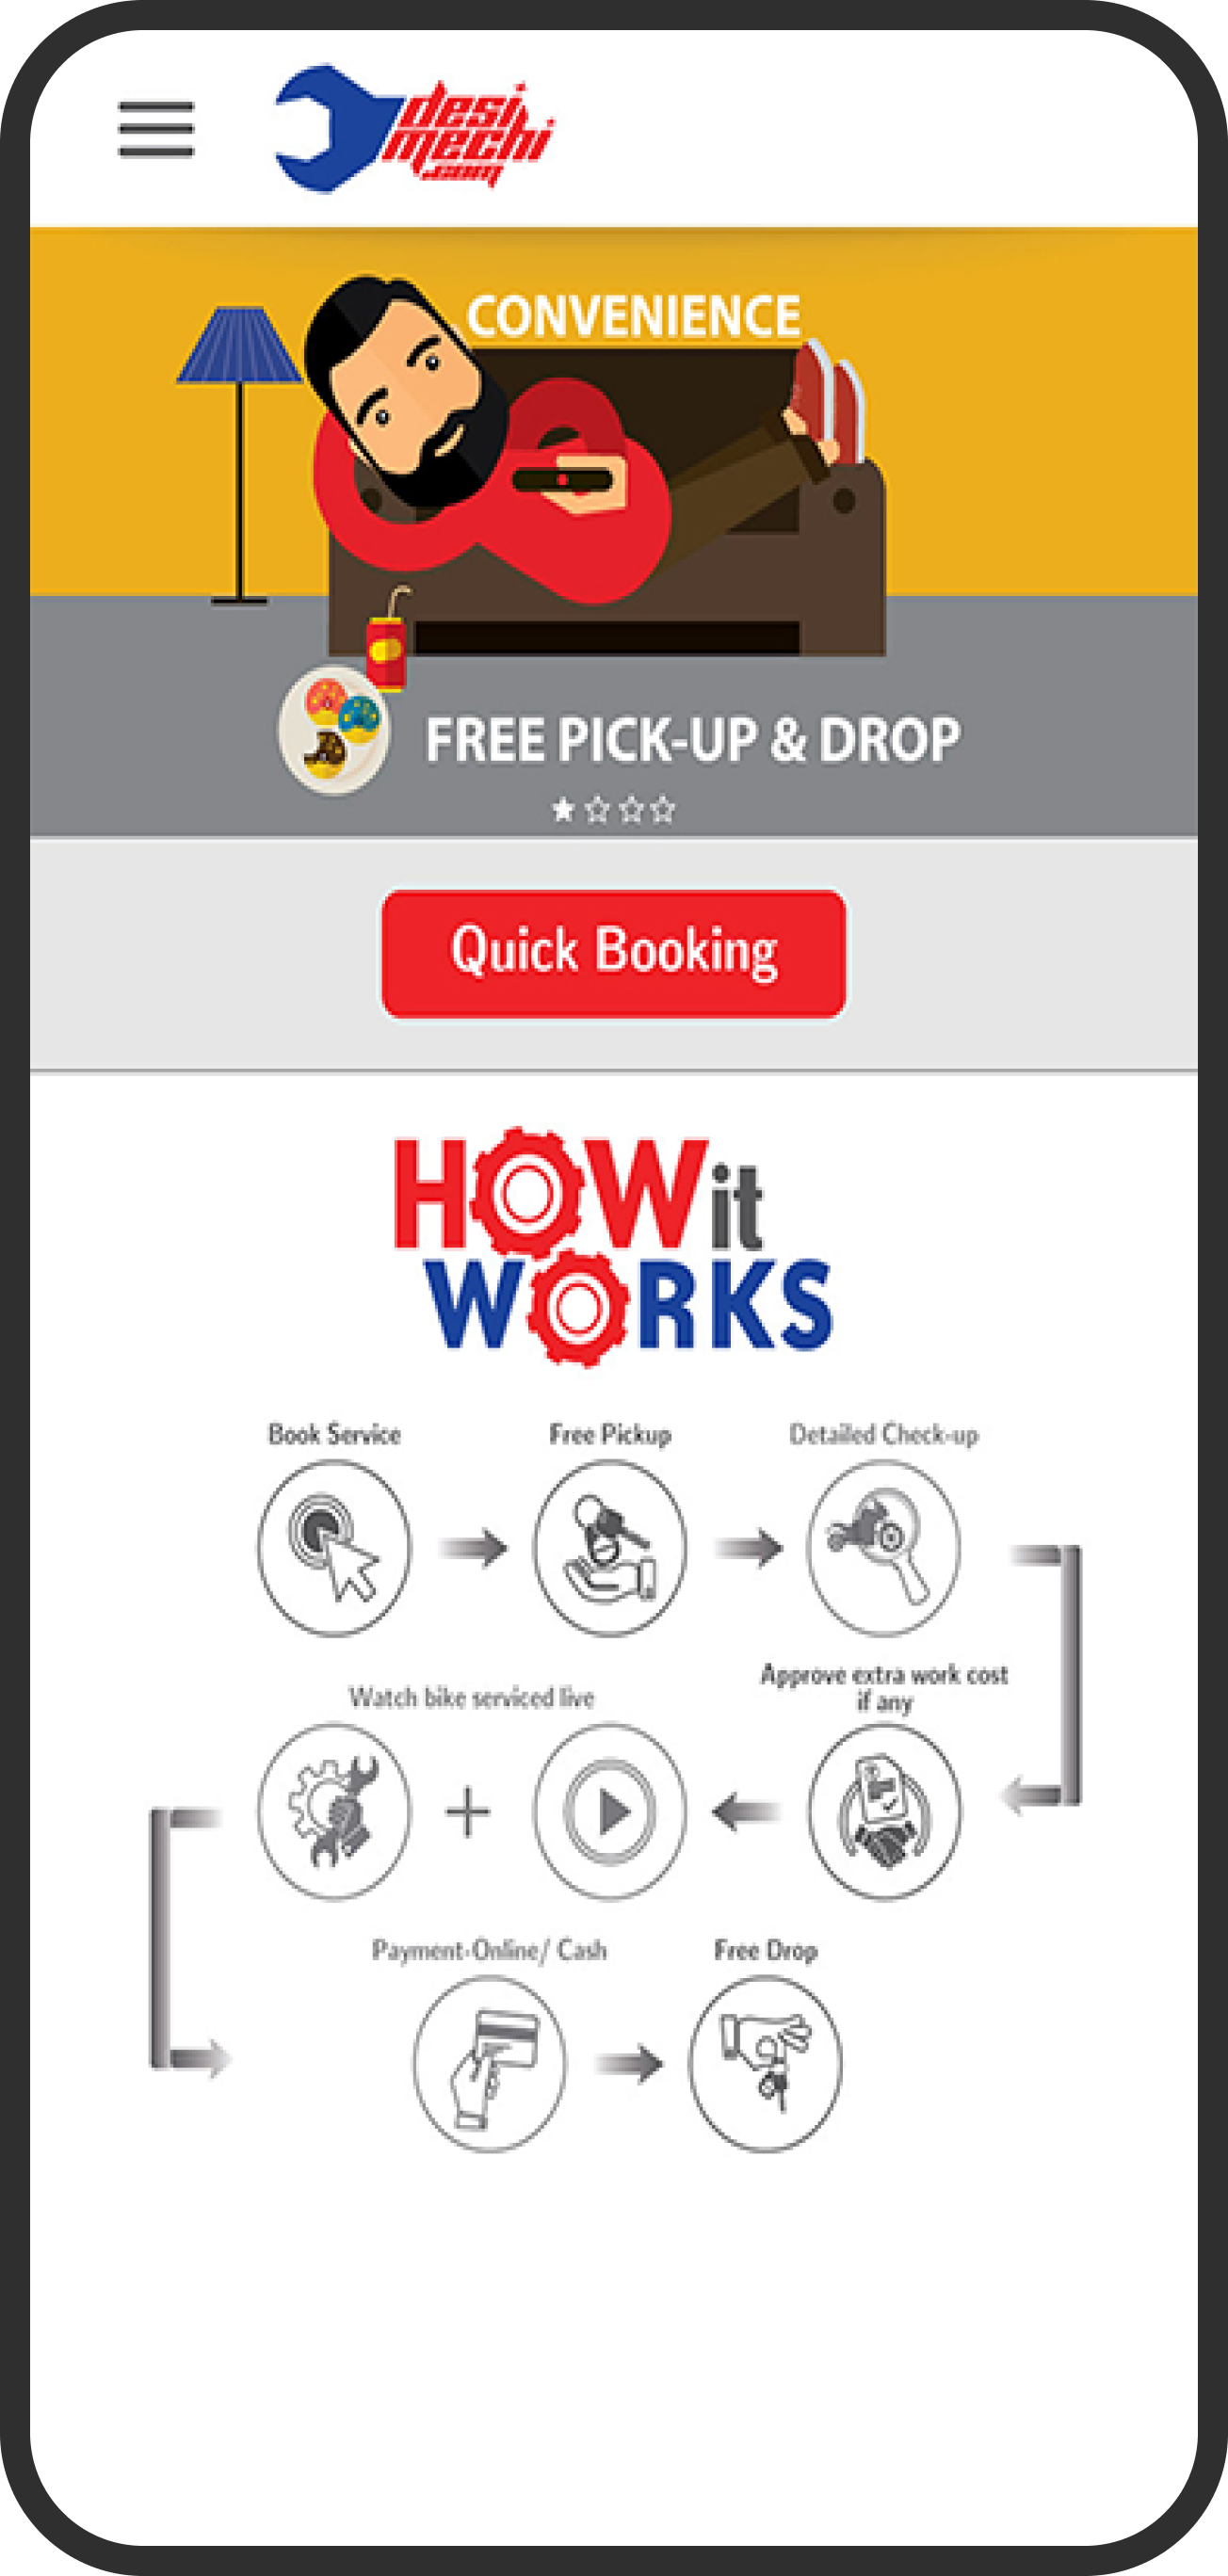 desi
mechi
.com
CONVENIENCE
FREE PICK-UP & DROP
Quick Booking
HOW it
WORKS
Book Service
Free Pickup
Detailed Check-up
Approve extra work cost
if any
Watch bike serviced live
Payment-Online/ Cash
Free Drop